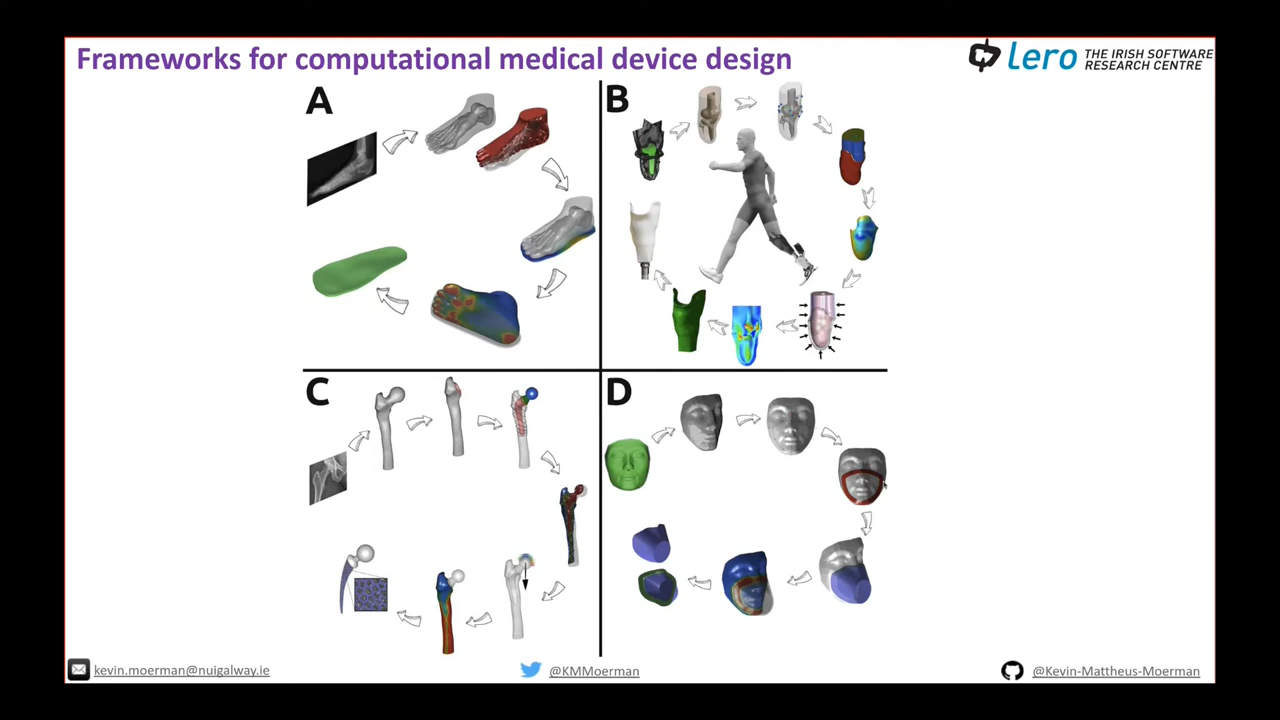 Frameworks for computational medical device design
Lero THE IRISH SOFTWARE
RESEARCH CENTRE
A
B
C
D
kevin.moerman@nuigalway.ie
@KMMoerman
@Kevin-Mattheus-Moerman